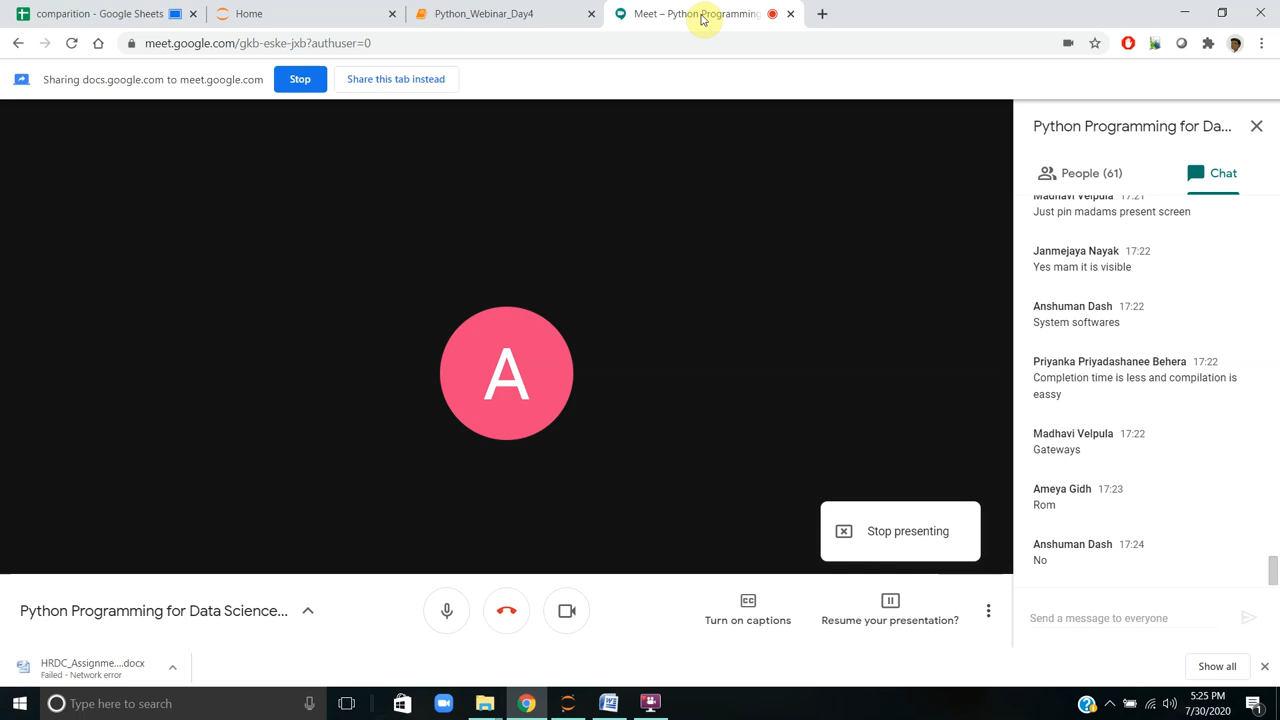 comparition - Google Sheets
Home
Python_Webinar_Day4
Meet – Python Programming
meet.google.com/gkb-eske-jxb?authuser=0
Sharing docs.google.com to meet.google.com
Stop
Share this tab instead
Python Programming for Da...
People (61)
Chat
Madhavi Velpula 17:21
Just pin madams present screen
Janmejaya Nayak 17:22
Yes mam it is visible
Anshuman Dash 17:22
System softwares
Priyanka Priyadashanee Behera 17:22
Completion time is less and compilation is
eassy
Madhavi Velpula 17:22
Gateways
Ameya Gidh 17:23
Rom
Anshuman Dash 17:24
No
A
Stop presenting
Python Programming for Data Science...
CC
Turn on captions
Resume your presentation?
Send a message to everyone
HRDC_Assignme....docx
Failed - Network error
Show all
Type here to search
5:25 PM
7/30/2020